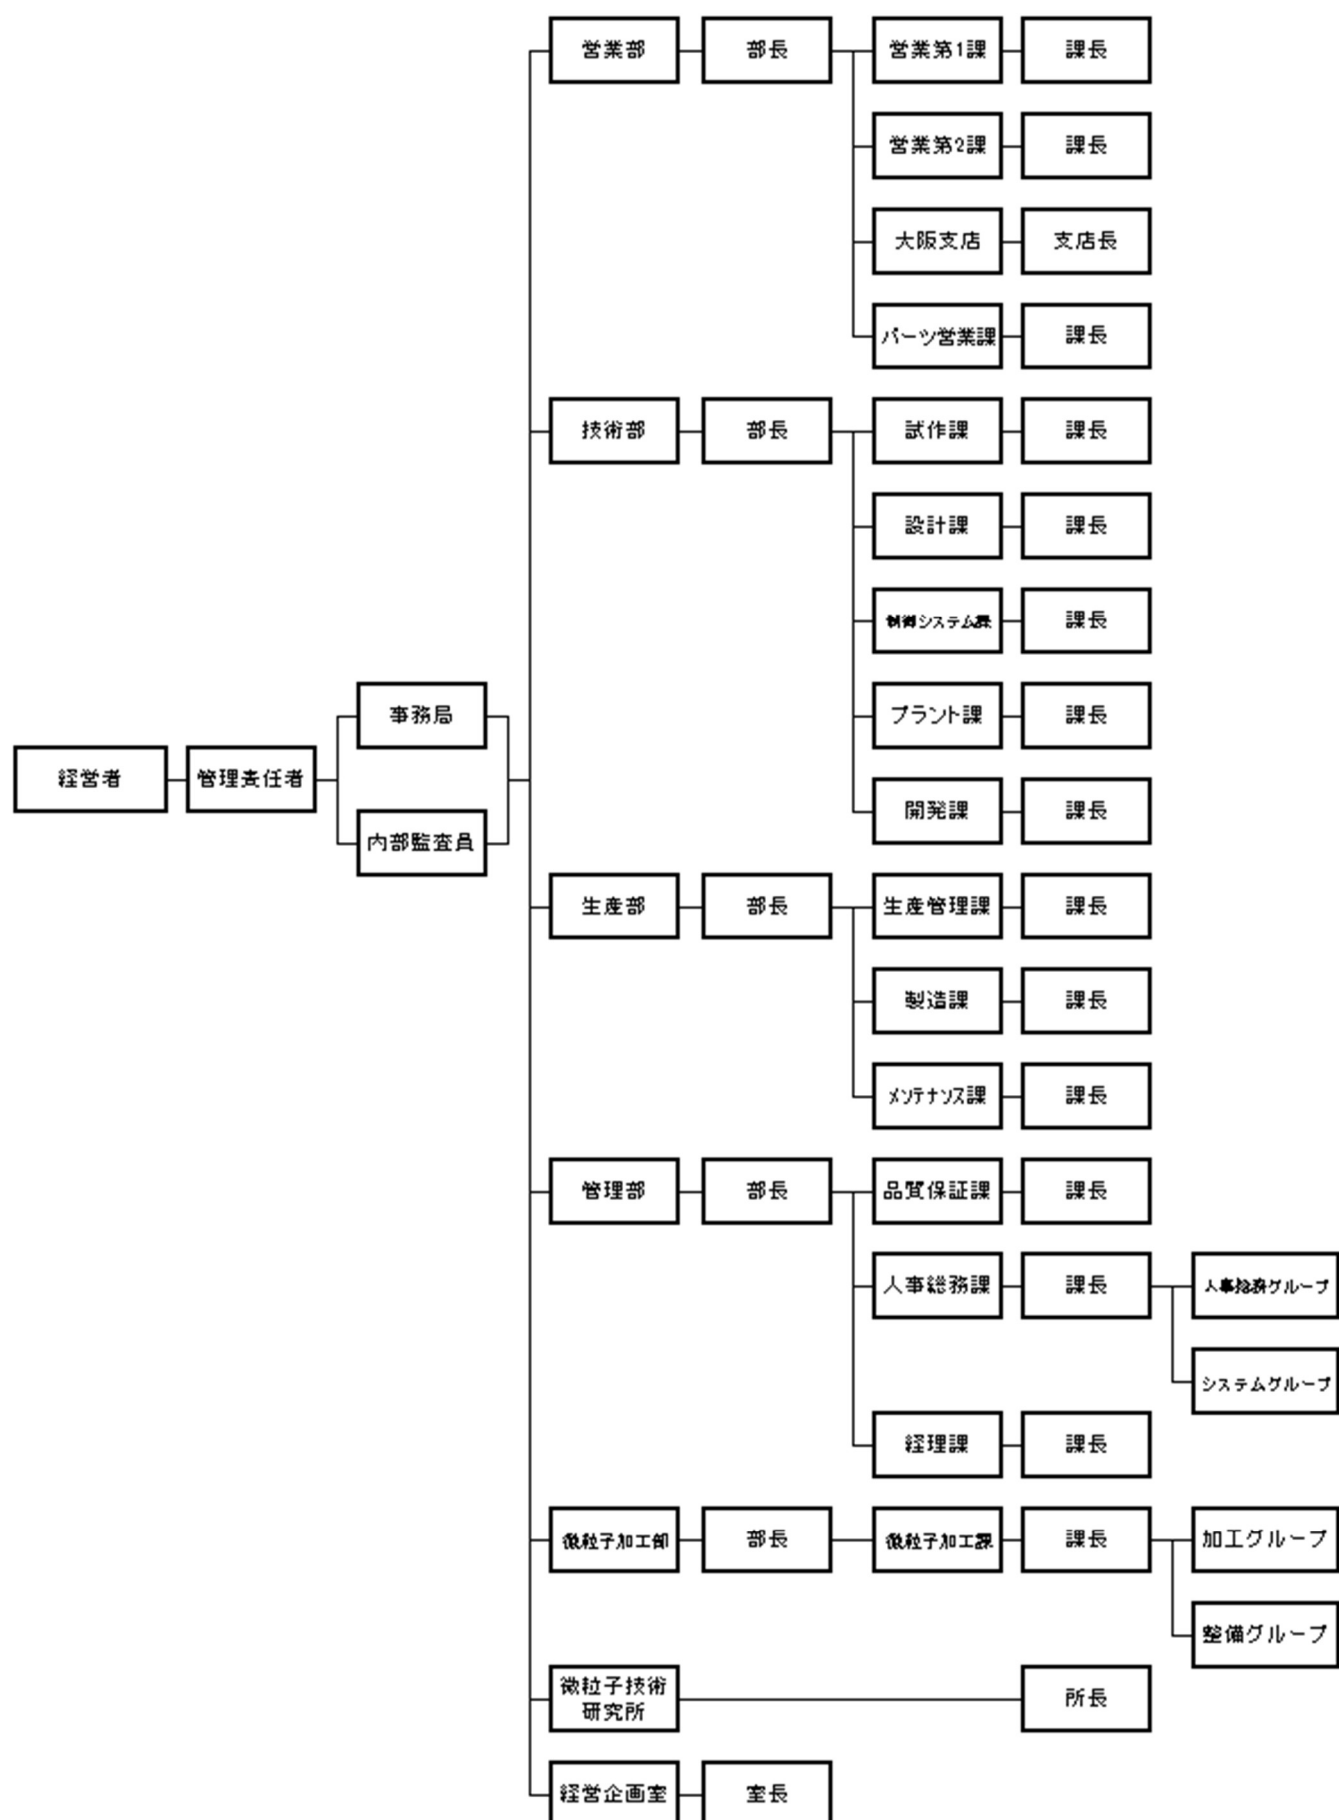 営業部
部長
営業第1課
課長
営業第2課
課長
大阪支店
支店長
パーツ営業課
課長
技術部
部長
試作課
課長
設計課
課長
制御システム課
課長
事務局
プラント課
課長
経営者
管理責任者
開発課
課長
内部監査員
生産部
部長
生産管理課
課長
製造課
課長
メンテナンス課
課長
管理部
部長
品質保証課
課長
人事総務課
課長
人事総務グループ
システムグループ
経理課
課長
微粒子加工部
部長
微粒子加工課
課長
加工グループ
整備グループ
微粒子技術
研究所
所長
経営企画室
室長